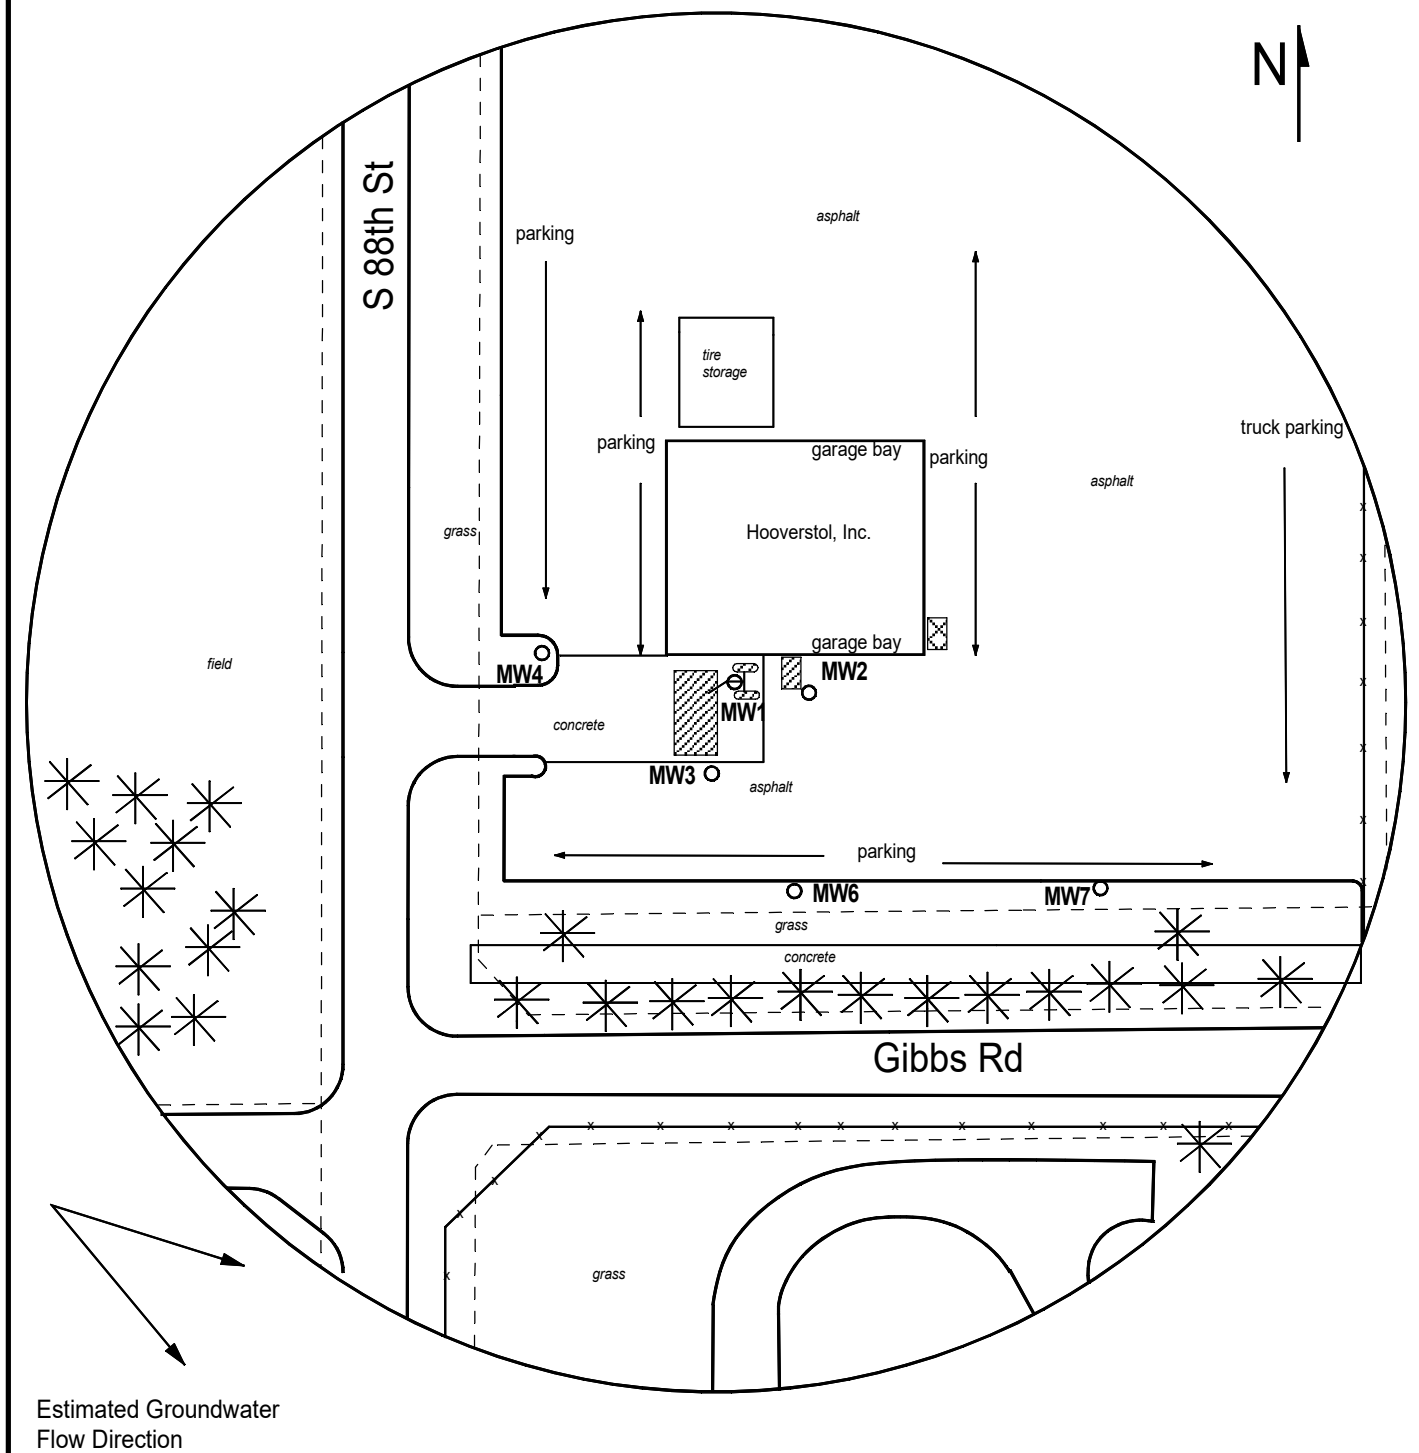 N
S 88th St
asphalt
parking
tire
storage
truck parking
parking
garage bay
parking
asphalt
grass
Hooverstol, Inc.
garage bay
field
MW4
MW2
MW1
concrete
MW3
asphalt
parking
MW6
MW7
grass
concrete
Gibbs Rd
grass
Estimated Groundwater
Flow Direction